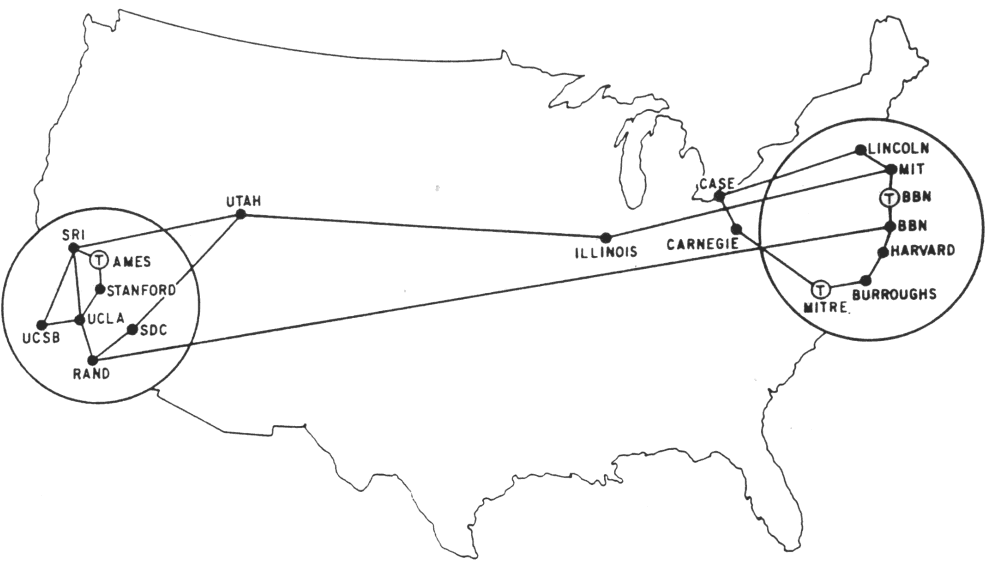 LINCOLN
MIT
CASE
T BBN
UTAH
BBN
SRI
CARNEGIE
ILLINOIS
HARVARD
T AMES
STANFORD
BURROUGHS
T
MITRE.
UCLA
SDC
UCSB
RAND